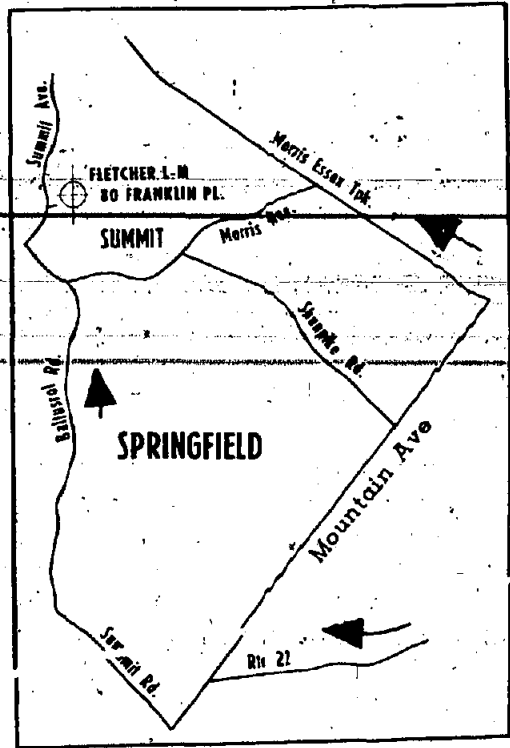 Summit Ave.
FLETCHER L-M
80 FRANKLIN PL.
Morris Essex Tpk.
SUMMIT
Morris Ave.
Shunpike Rd.
Baltusrol Rd.
SPRINGFIELD
Mountain Ave
Summit Rd.
Rte 22